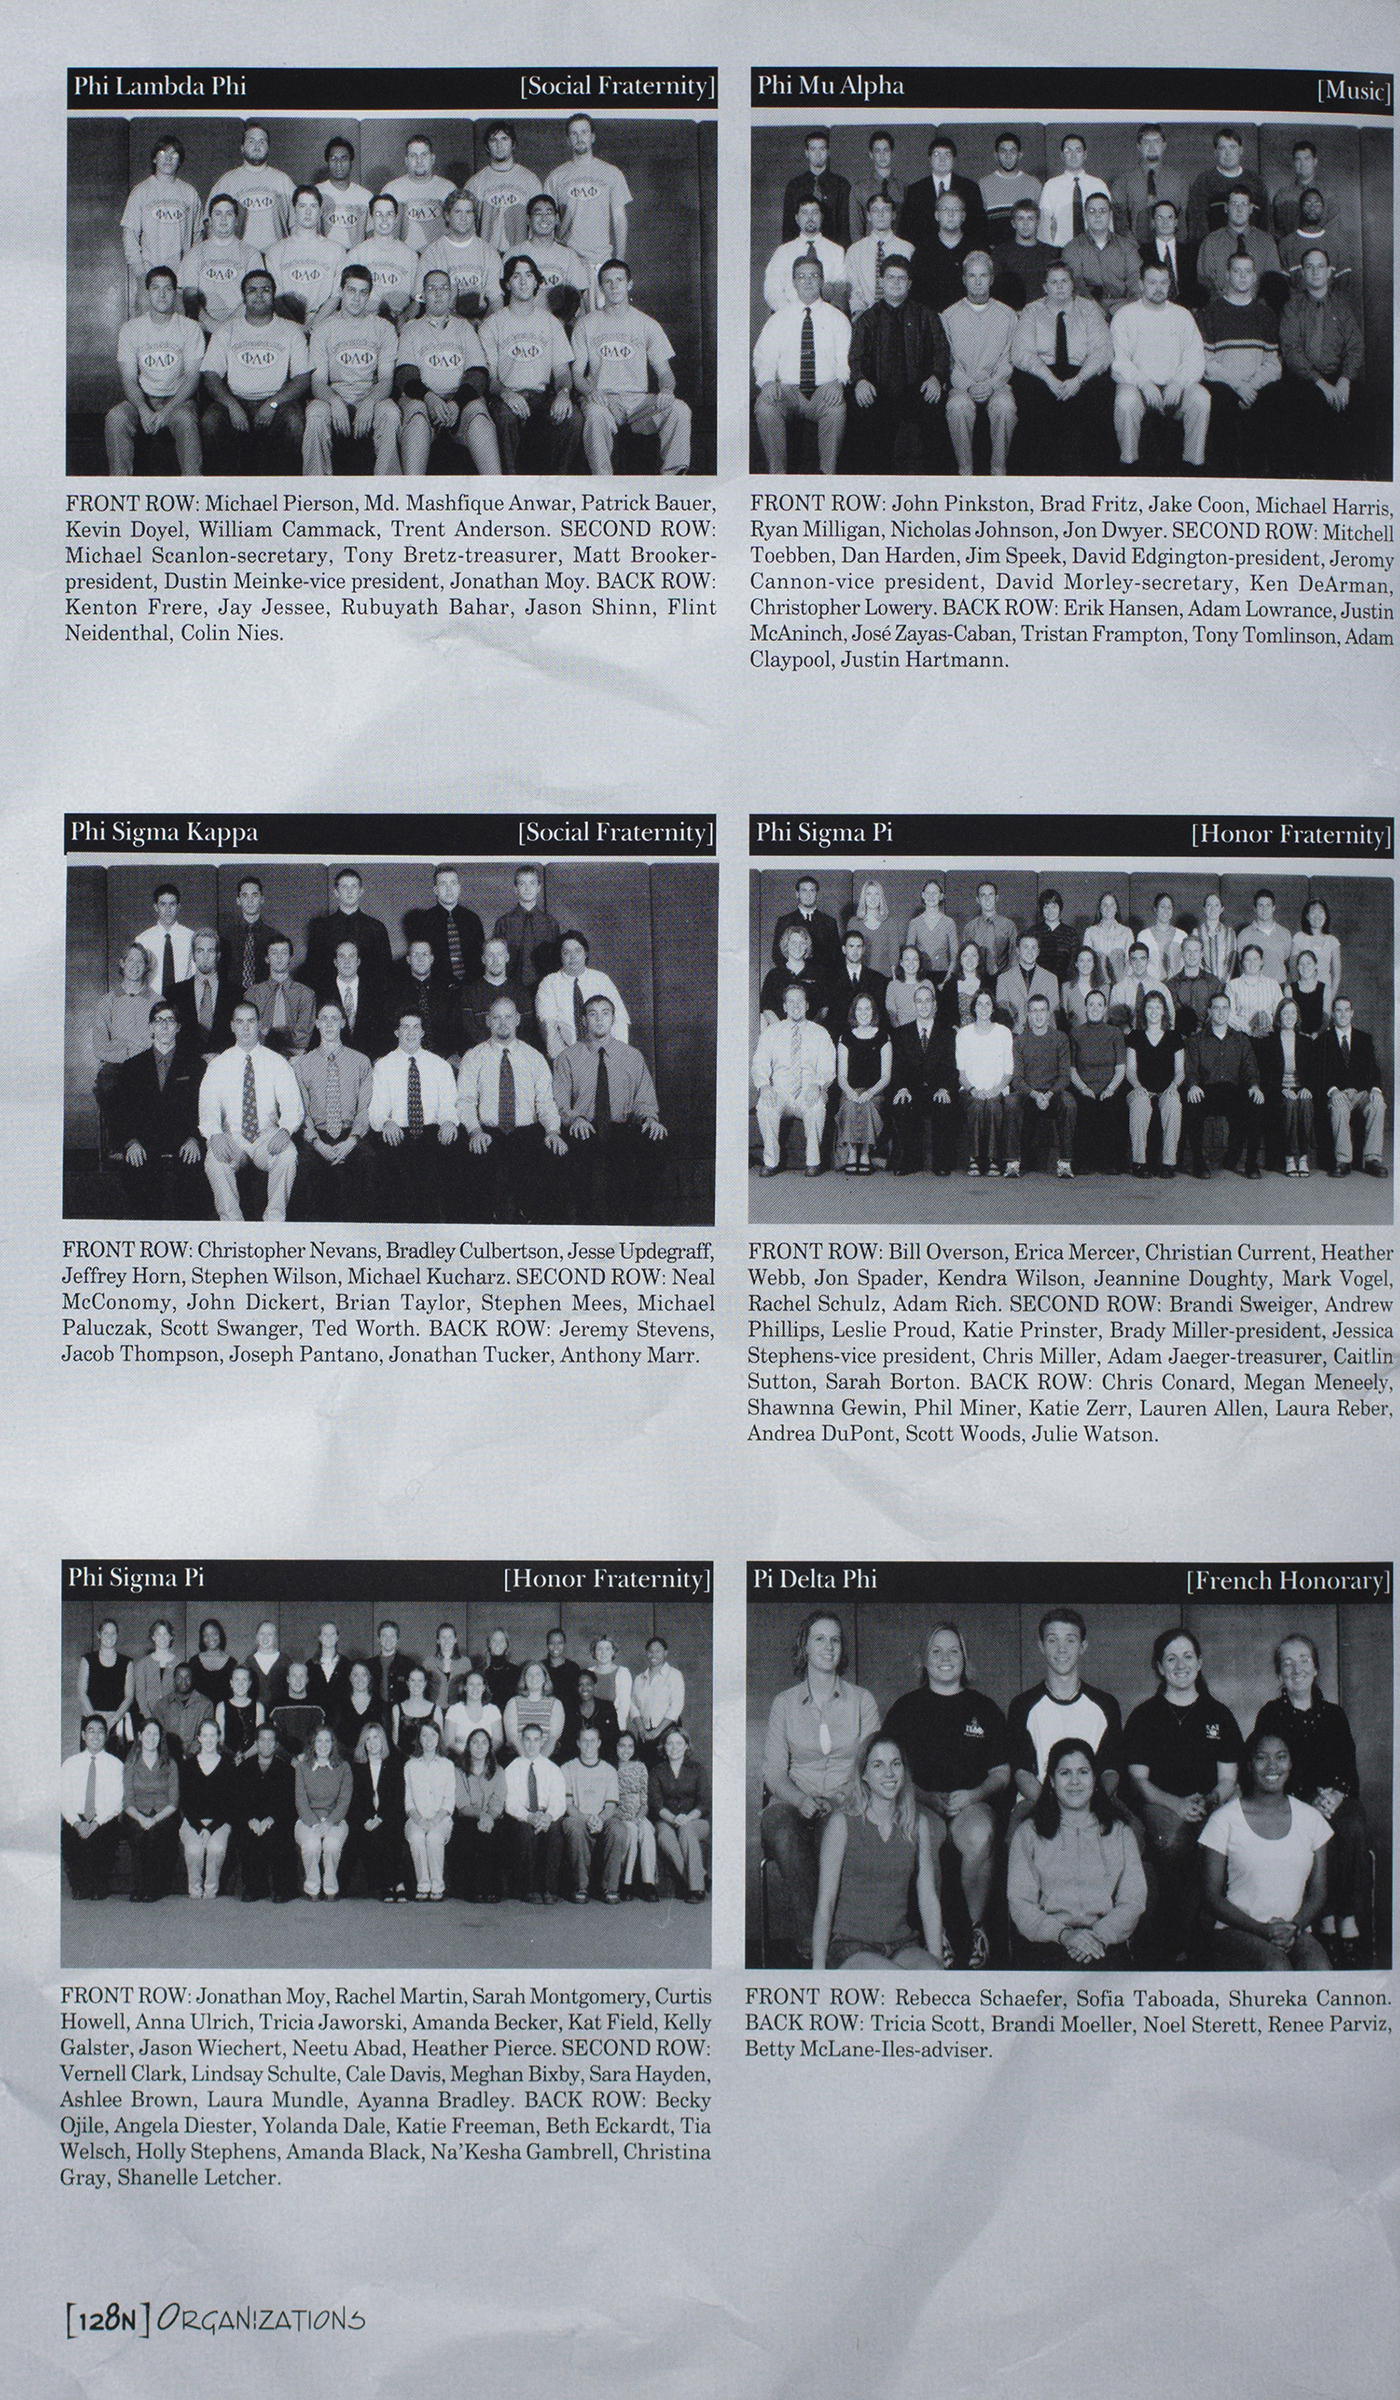 Phi Lambda Phi [Social Fraternity]
FRONT ROW: Michael Pierson, Md. Mashfique Anwar, Patrick Bauer,
Kevin Doyel, William Cammack, Trent Anderson. SECOND ROW:
Michael Scanlon-secretary, Tony Bretz-treasurer, Matt Brooker-
president, Dustin Meinke-vice president, Jonathan Moy. BACK ROW:
Kenton Frere, Jay Jessee, Rubuyath Bahar, Jason Shinn, Flint
Neidenthal, Colin Nies.
Phi Mu Alpha [Music]
FRONT ROW: John Pinkston, Brad Fritz, Jake Coon, Michael Harris,
Ryan Milligan, Nicholas Johnson, Jon Dwyer. SECOND ROW: Mitchell
Toebben, Dan Harden, Jim Speek, David Edgington-president, Jeromy
Cannon-vice president, David Morley-secretary, Ken DeArman,
Christopher Lowery. BACK ROW: Erik Hansen, Adam Lowrance, Justin
McAninch, José Zayas-Caban, Tristan Frampton, Tony Tomlinson, Adam
Claypool, Justin Hartmann.
Phi Sigma Kappa [Social Fraternity]
FRONT ROW: Christopher Nevans, Bradley Culbertson, Jesse Updegraff,
Jeffrey Horn, Stephen Wilson, Michael Kucharz. SECOND ROW: Neal
McConomy, John Dickert, Brian Taylor, Stephen Mees, Michael
Paluczak, Scott Swanger, Ted Worth. BACK ROW: Jeremy Stevens,
Jacob Thompson, Joseph Pantano, Jonathan Tucker, Anthony Marr.
Phi Sigma Pi [Honor Fraternity]
FRONT ROW: Bill Overson, Erica Mercer, Christian Current, Heather
Webb, Jon Spader, Kendra Wilson, Jeannine Doughty, Mark Vogel,
Rachel Schulz, Adam Rich. SECOND ROW: Brandi Sweiger, Andrew
Phillips, Leslie Proud, Katie Prinster, Brady Miller-president, Jessica
Stephens-vice president, Chris Miller, Adam Jaeger-treasurer, Caitlin
Sutton, Sarah Borton. BACK ROW: Chris Conard, Megan Meneely,
Shawnna Gewin, Phil Miner, Katie Zerr, Lauren Allen, Laura Reber,
Andrea DuPont, Scott Woods, Julie Watson.
Phi Sigma Pi [Honor Fraternity]
FRONT ROW: Jonathan Moy, Rachel Martin, Sarah Montgomery, Curtis
Howell, Anna Ulrich, Tricia Jaworski, Amanda Becker, Kat Field, Kelly
Galster, Jason Wiechert, Neetu Abad, Heather Pierce. SECOND ROW:
Vernell Clark, Lindsay Schulte, Cale Davis, Meghan Bixby, Sara Hayden,
Ashlee Brown, Laura Mundle, Ayanna Bradley. BACK ROW: Becky
Ojile, Angela Diester, Yolanda Dale, Katie Freeman, Beth Eckardt, Tia
Welsch, Holly Stephens, Amanda Black, Na'Kesha Gambrell, Christina
Gray, Shanelle Letcher.
Pi Delta Phi [French Honorary]
FRONT ROW: Rebecca Schaefer, Sofia Taboada, Shureka Cannon.
BACK ROW: Tricia Scott, Brandi Moeller, Noel Sterett, Renee Parviz,
Betty McLane-Iles-adviser.
[128N] ORGANIZATIONS